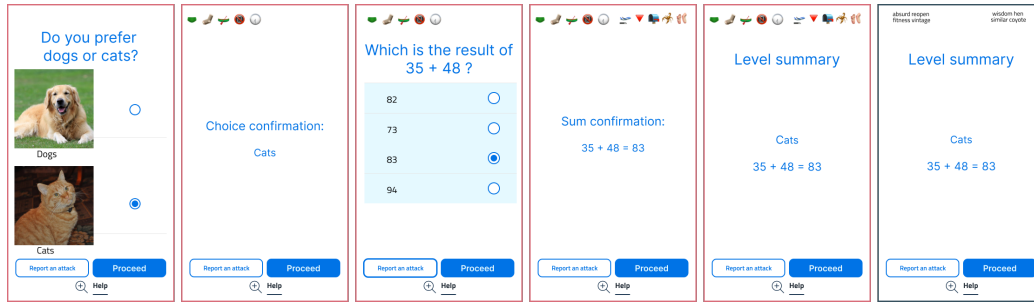 Do you prefer
dogs or cats?
Dogs
Cats
Report an attack
Proceed
Help
Choice confirmation:
Cats
Report an attack
Proceed
Help
Which is the result of
35 + 48 ?
82
73
83
94
Report an attack
Proceed
Help
Sum confirmation:
35 + 48 = 83
Report an attack
Proceed
Help
Level summary
Cats
35 + 48 = 83
Report an attack
Proceed
Help
absurd reopen
fitness vintage
wisdom hen
similar coyote
Level summary
Cats
35 + 48 = 83
Report an attack
Proceed
Help